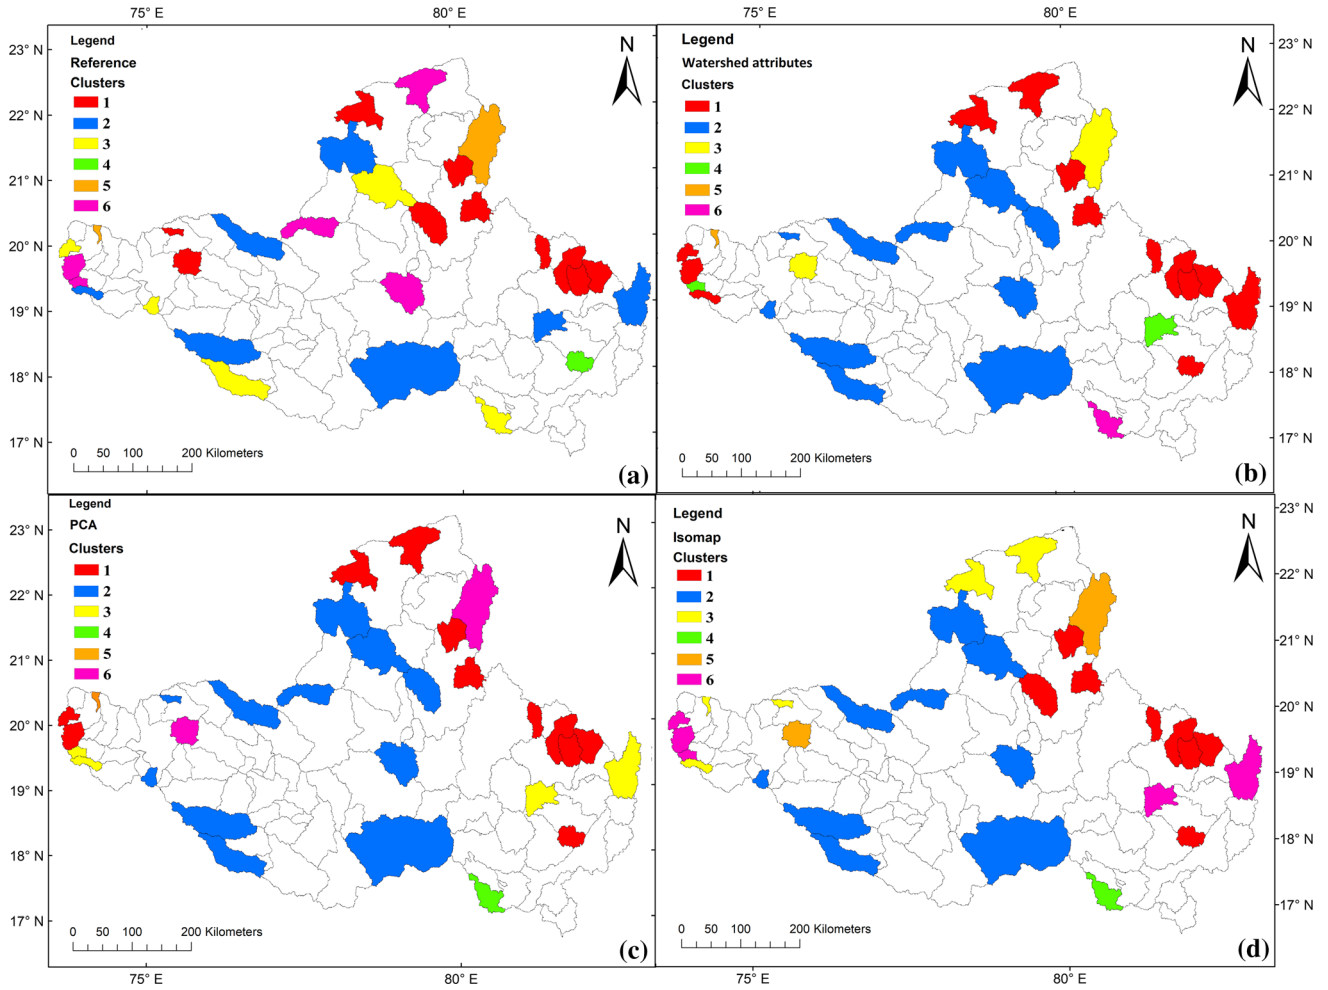 75° E
80° E
75° E
80° E
23° N
22° N
21° N
20° N
19° N
18° N
17° N
Legend
Reference
Clusters
1
2
3
4
5
6
N
0 50 100 200 Kilometers
(a)
Legend
Watershed attributes
Clusters
1
2
3
4
5
6
N
0 50 100 200 Kilometers
(b)
23° N
22° N
21° N
20° N
19° N
18° N
17° N
23° N
22° N
21° N
20° N
19° N
18° N
17° N
Legend
PCA
Clusters
1
2
3
4
5
6
N
0 50 100 200 Kilometers
(c)
Legend
Isomap
Clusters
1
2
3
4
5
6
N
0 50 100 200 Kilometers
(d)
23° N
22° N
21° N
20° N
19° N
18° N
17° N
75° E
80° E
75° E
80° E